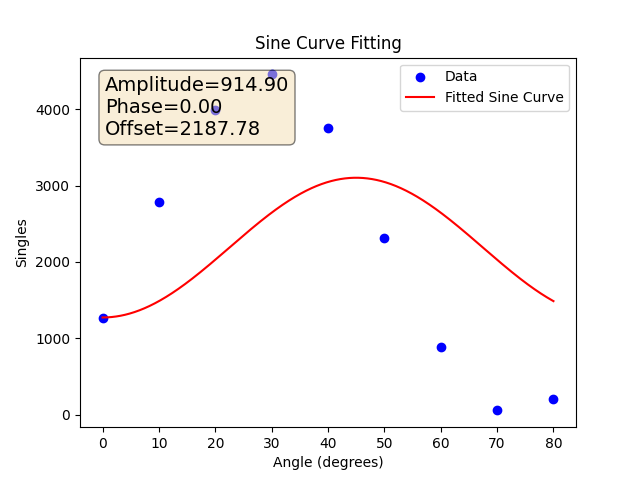 Sine Curve Fitting
Amplitude=914.90
Phase=0.00
Offset=2187.78
Data
Fitted Sine Curve
4000
3000
2000
1000
0
Singles
0 10 20 30 40 50 60 70 80
Angle (degrees)